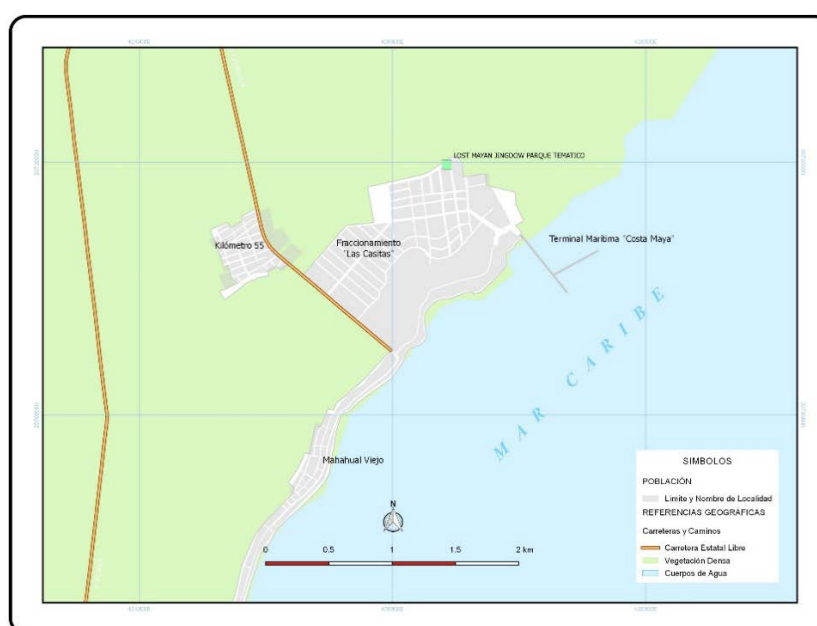 LOST MAYAN JINGDOW PARQUE TEMATICO
Kilómetro 55
Fraccionamiento
"Las Casitas"
Terminal Marítima "Costa Maya"
MAR CARIBE
Mahahual Viejo
N
0 0.5 1 1.5 2 km
SIMBOLOS
POBLACIÓN
Límite y Nombre de Localidad
REFERENCIAS GEOGRÁFICAS
Carreteras y Caminos
Carretera Estatal Libre
Vegetación Densa
Cuerpos de Agua